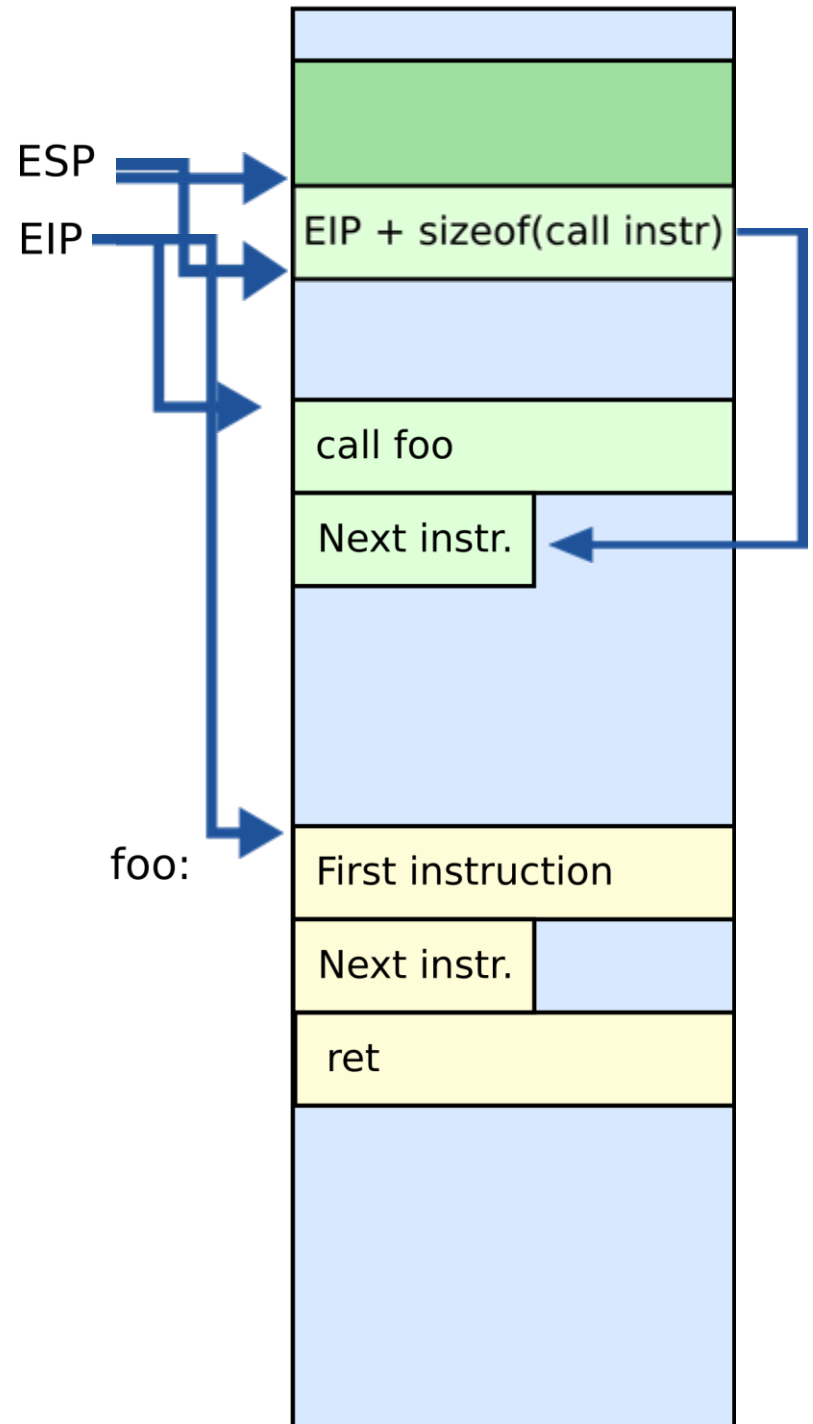 ESP
EIP
EIP + sizeof(call instr)
call foo
Next instr.
foo:
First instruction
Next instr.
ret